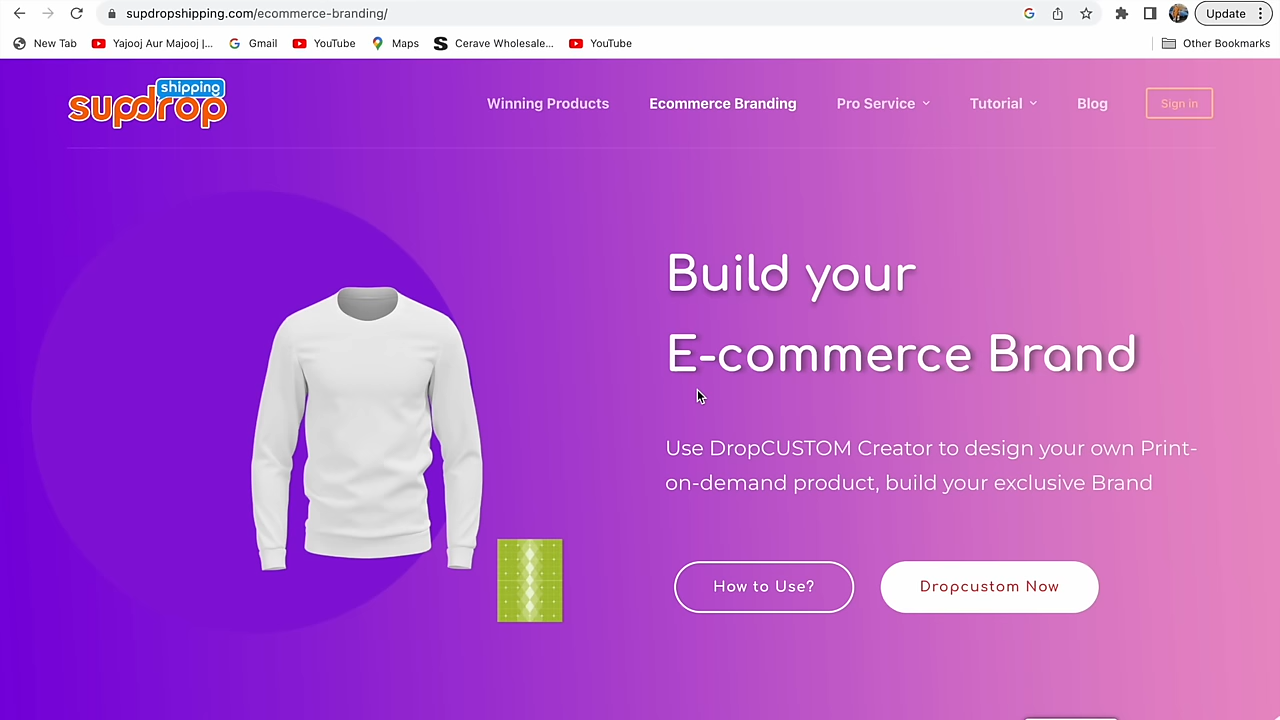 supdropshipping.com/ecommerce-branding/
Update
New Tab
Yajooj Aur Majooj |...
Gmail
YouTube
Maps
Cerave Wholesale...
YouTube
Other Bookmarks
shipping
supdrop
Winning Products
Ecommerce Branding
Pro Service
Tutorial
Blog
Sign in
Build your
E-commerce Brand
Use DropCUSTOM Creator to design your own Print-
on-demand product, build your exclusive Brand
How to Use?
Dropcustom Now